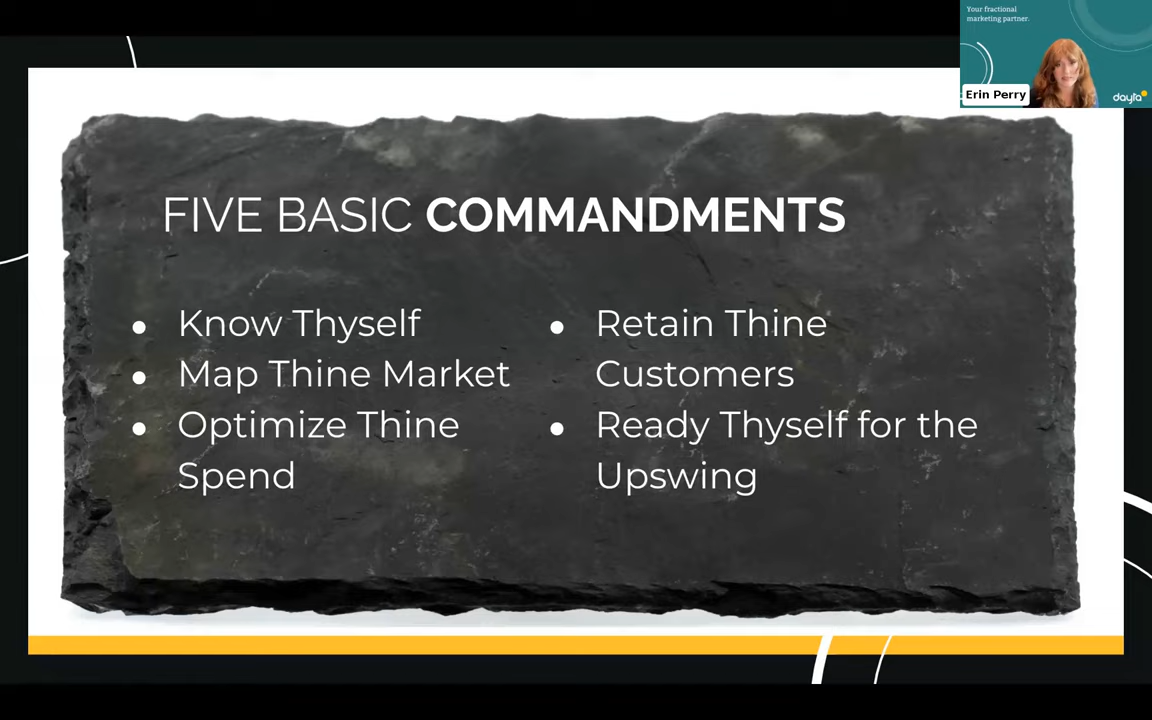 Your fractional
marketing partner.
Erin Perry
dayta
FIVE BASIC COMMANDMENTS
● Know Thyself
● Map Thine Market
● Optimize Thine
Spend
● Retain Thine
Customers
● Ready Thyself for the
Upswing